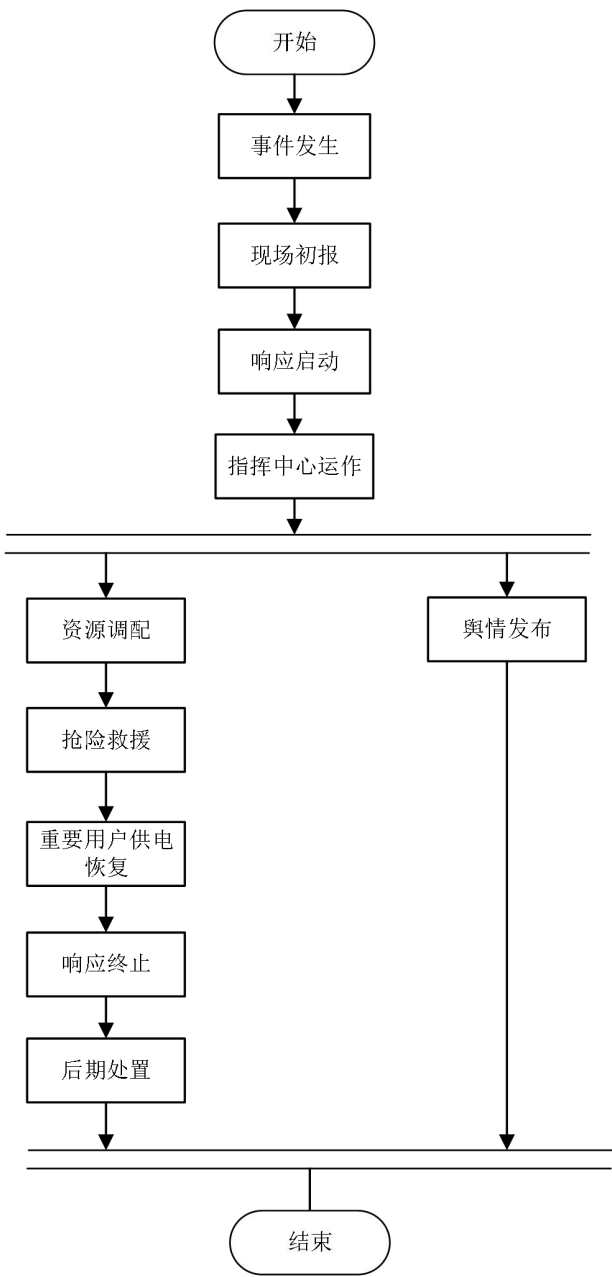 开始
事件发生
现场初报
响应启动
指挥中心运作
资源调配
舆情发布
抢险救援
重要用户供电
恢复
响应终止
后期处置
结束